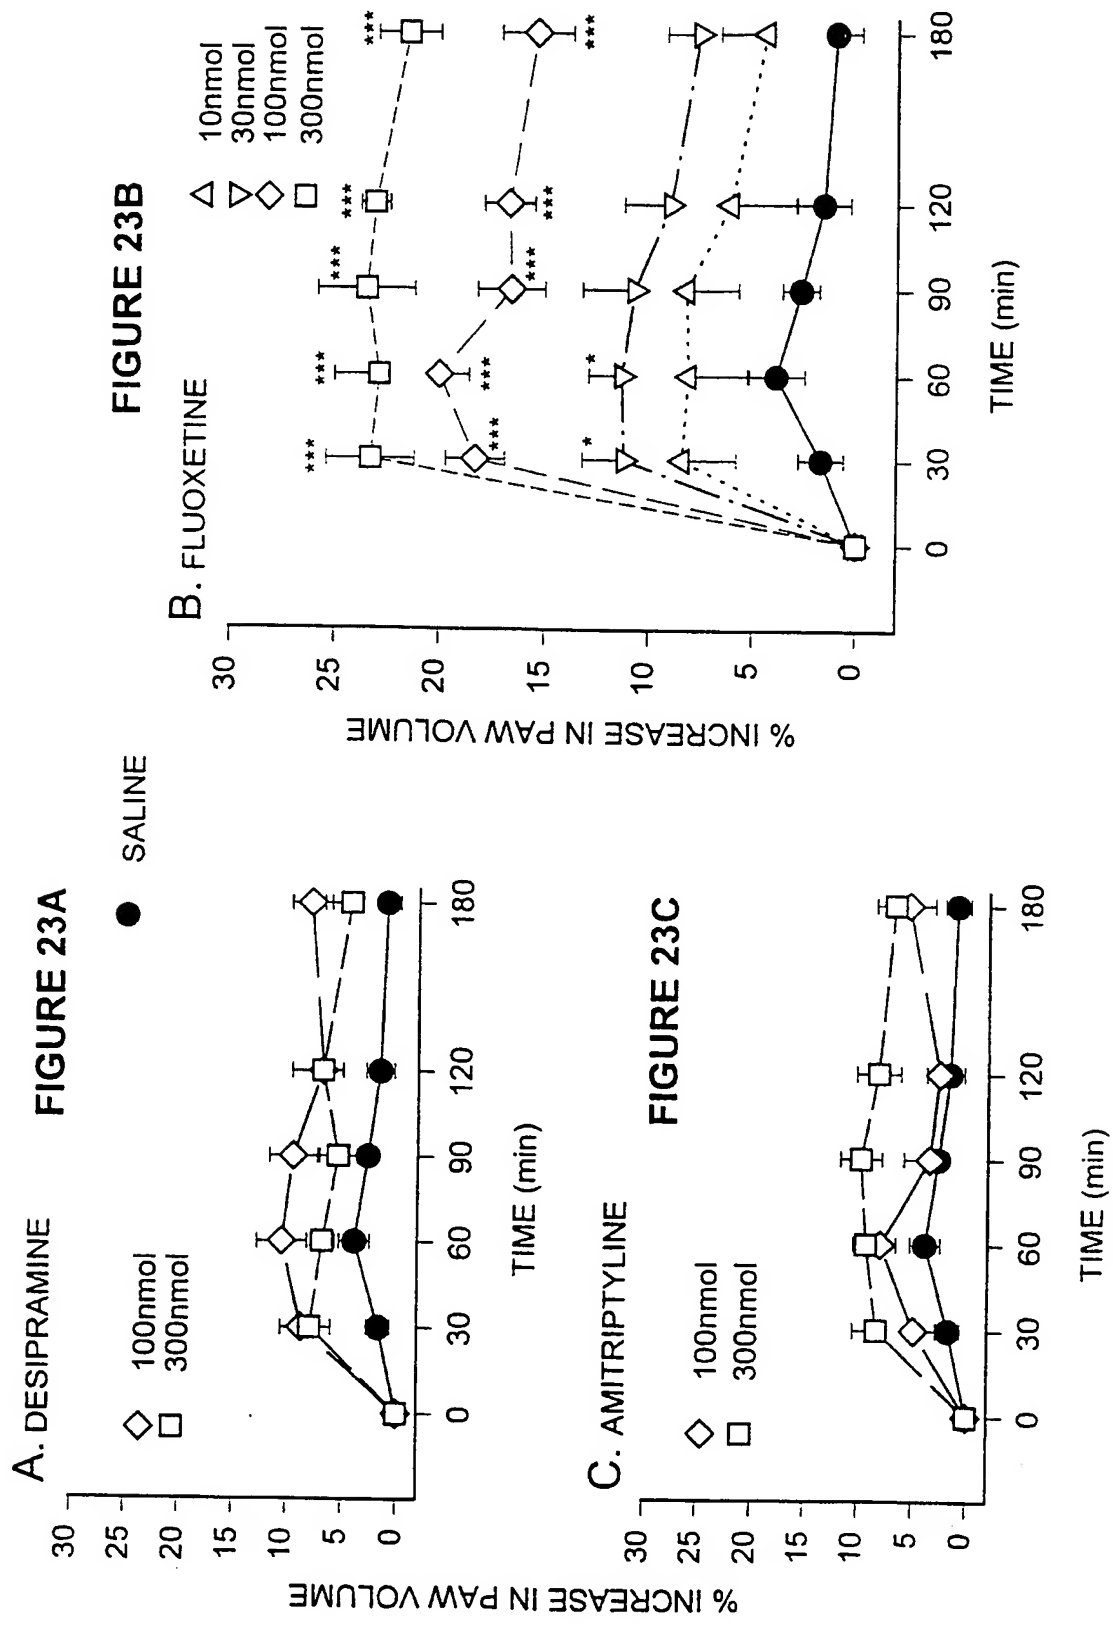 FIGURE 23A
A. DESIPRAMINE
100nmol
300nmol
SALINE
30
25
20
15
10
5
0
% INCREASE IN PAW VOLUME
0 30 60 90 120 180
TIME (min)
FIGURE 23B
B. FLUOXETINE
10nmol
30nmol
100nmol
300nmol
*** *** *** *** ***
*** *** *** *** ***
* *
30
25
20
15
10
5
0
% INCREASE IN PAW VOLUME
0 30 60 90 120 180
TIME (min)
FIGURE 23C
C. AMITRIPTYLINE
100nmol
300nmol
30
25
20
15
10
5
0
0 30 60 90 120 180
TIME (min)